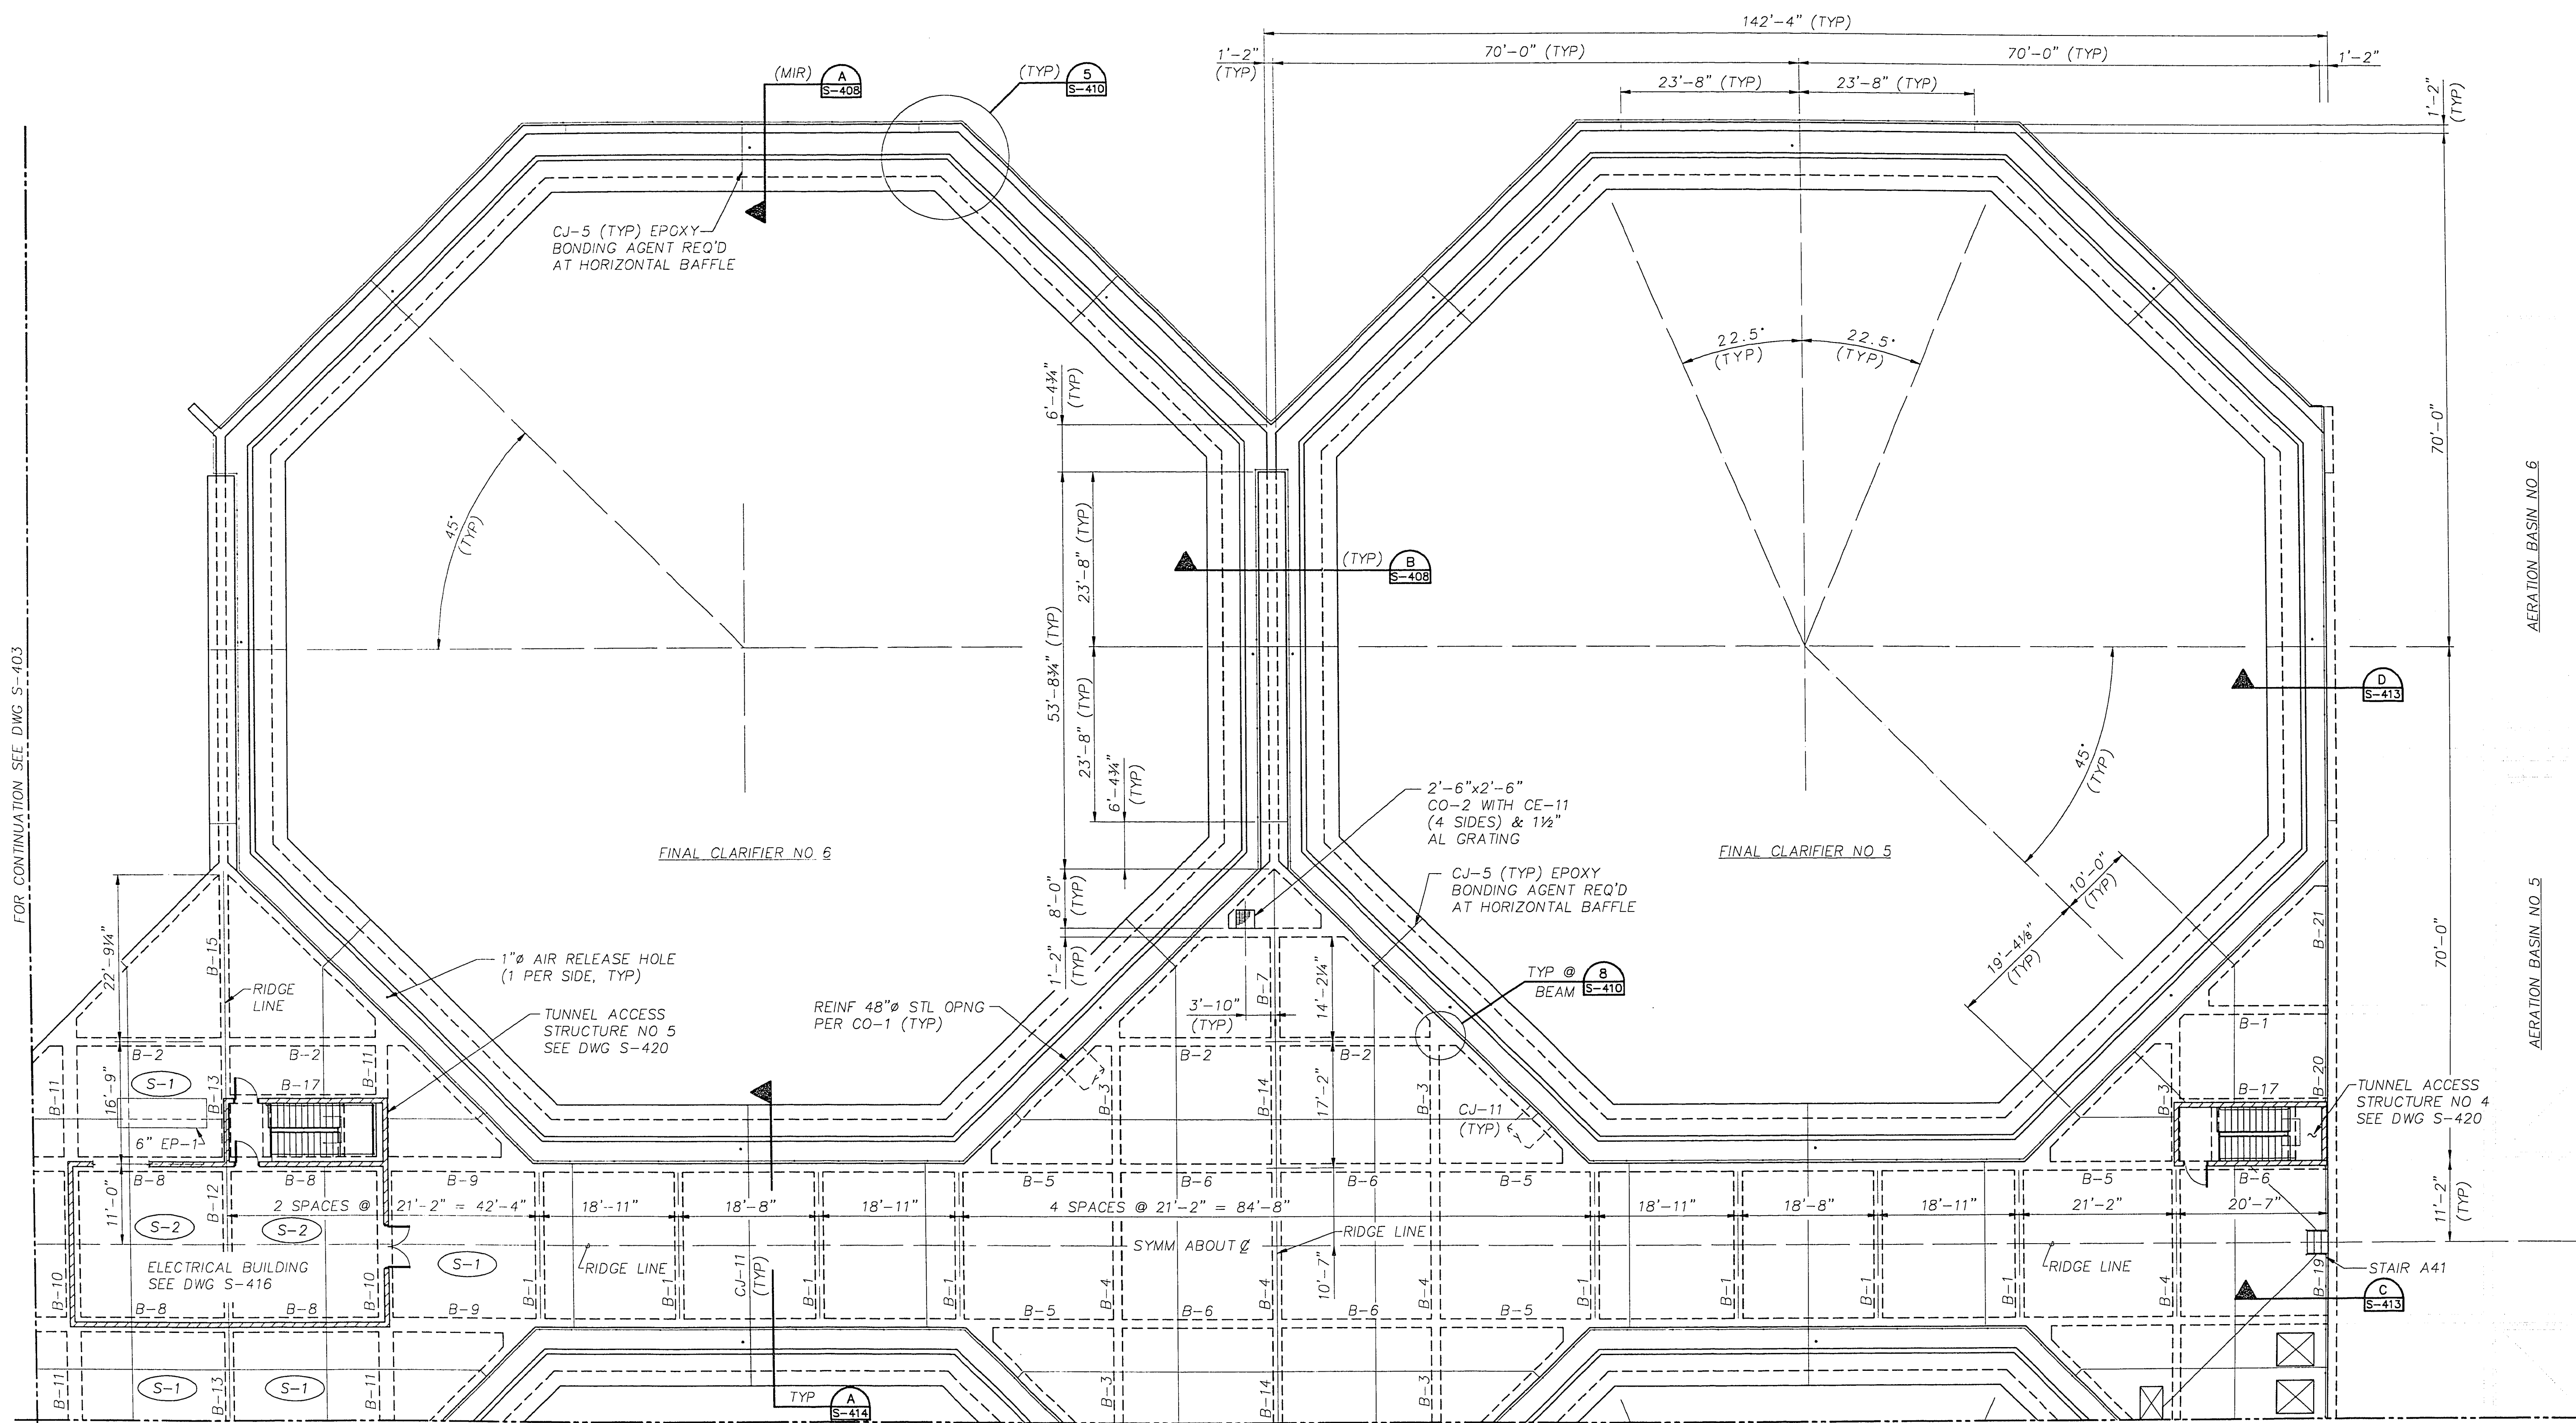 142'-4" (TYP)
1'-2"
(TYP)
70'-0" (TYP)
70'-0" (TYP)
1'-2"
23'-8" (TYP)
23'-8" (TYP)
1'-2"
(TYP)
(MIR)
A
S-408
(TYP)
5
S-410
CJ-5 (TYP) EPOXY
BONDING AGENT REQ'D
AT HORIZONTAL BAFFLE
22.5°
(TYP)
22.5°
(TYP)
6'-4¾"
(TYP)
70'-0"
AERATION BASIN NO 6
45°
(TYP)
23'-8" (TYP)
(TYP)
B
S-408
53'-8¾" (TYP)
FOR CONTINUATION SEE DWG S-403
D
S-413
23'-8" (TYP)
6'-4¾"
(TYP)
45°
(TYP)
2'-6"x2'-6"
CO-2 WITH CE-11
(4 SIDES) & 1½"
AL GRATING
FINAL CLARIFIER NO 6
FINAL CLARIFIER NO 5
CJ-5 (TYP) EPOXY
BONDING AGENT REQ'D
AT HORIZONTAL BAFFLE
10'-0"
(TYP)
19'-4⅛"
(TYP)
8'-0"
(TYP)
1'-2"
(TYP)
70'-0"
AERATION BASIN NO 5
22'-9¼"
B-15
B-21
1"ø AIR RELEASE HOLE
(1 PER SIDE, TYP)
RIDGE
LINE
TUNNEL ACCESS
STRUCTURE NO 5
SEE DWG S-420
REINF 48"ø STL OPNG
PER CO-1 (TYP)
3'-10"
(TYP)
B-7
14'-2¼"
TYP @
BEAM
8
S-410
B-1
B-2
B-2
B-2
B-2
S-1
B-17
B-11
B-11
B-13
16'-9"
6" EP-1
B-3
B-14
17'-2"
B-3
CJ-11
(TYP)
B-3
B-17
B-20
TUNNEL ACCESS
STRUCTURE NO 4
SEE DWG S-420
B-8
B-8
B-9
B-5
B-6
B-6
B-5
B-5
B-6
11'-0"
B-12
2 SPACES @ 21'-2" = 42'-4"
18'-11"
18'-8"
18'-11"
4 SPACES @ 21'-2" = 84'-8"
18'-11"
18'-8"
18'-11"
21'-2"
20'-7"
11'-2"
(TYP)
S-2
S-2
SYMM ABOUT ℄
RIDGE LINE
ELECTRICAL BUILDING
SEE DWG S-416
S-1
RIDGE LINE
RIDGE LINE
STAIR A41
B-10
B-10
B-1
B-1
CJ-11
(TYP)
B-1
B-1
B-4
B-4
10'-7"
B-4
B-1
B-1
B-1
B-1
B-4
B-19
C
S-413
B-8
B-8
B-9
B-5
B-6
B-6
B-5
B-11
S-1
B-13
S-1
B-11
TYP
A
S-414
B-3
B-14
B-3